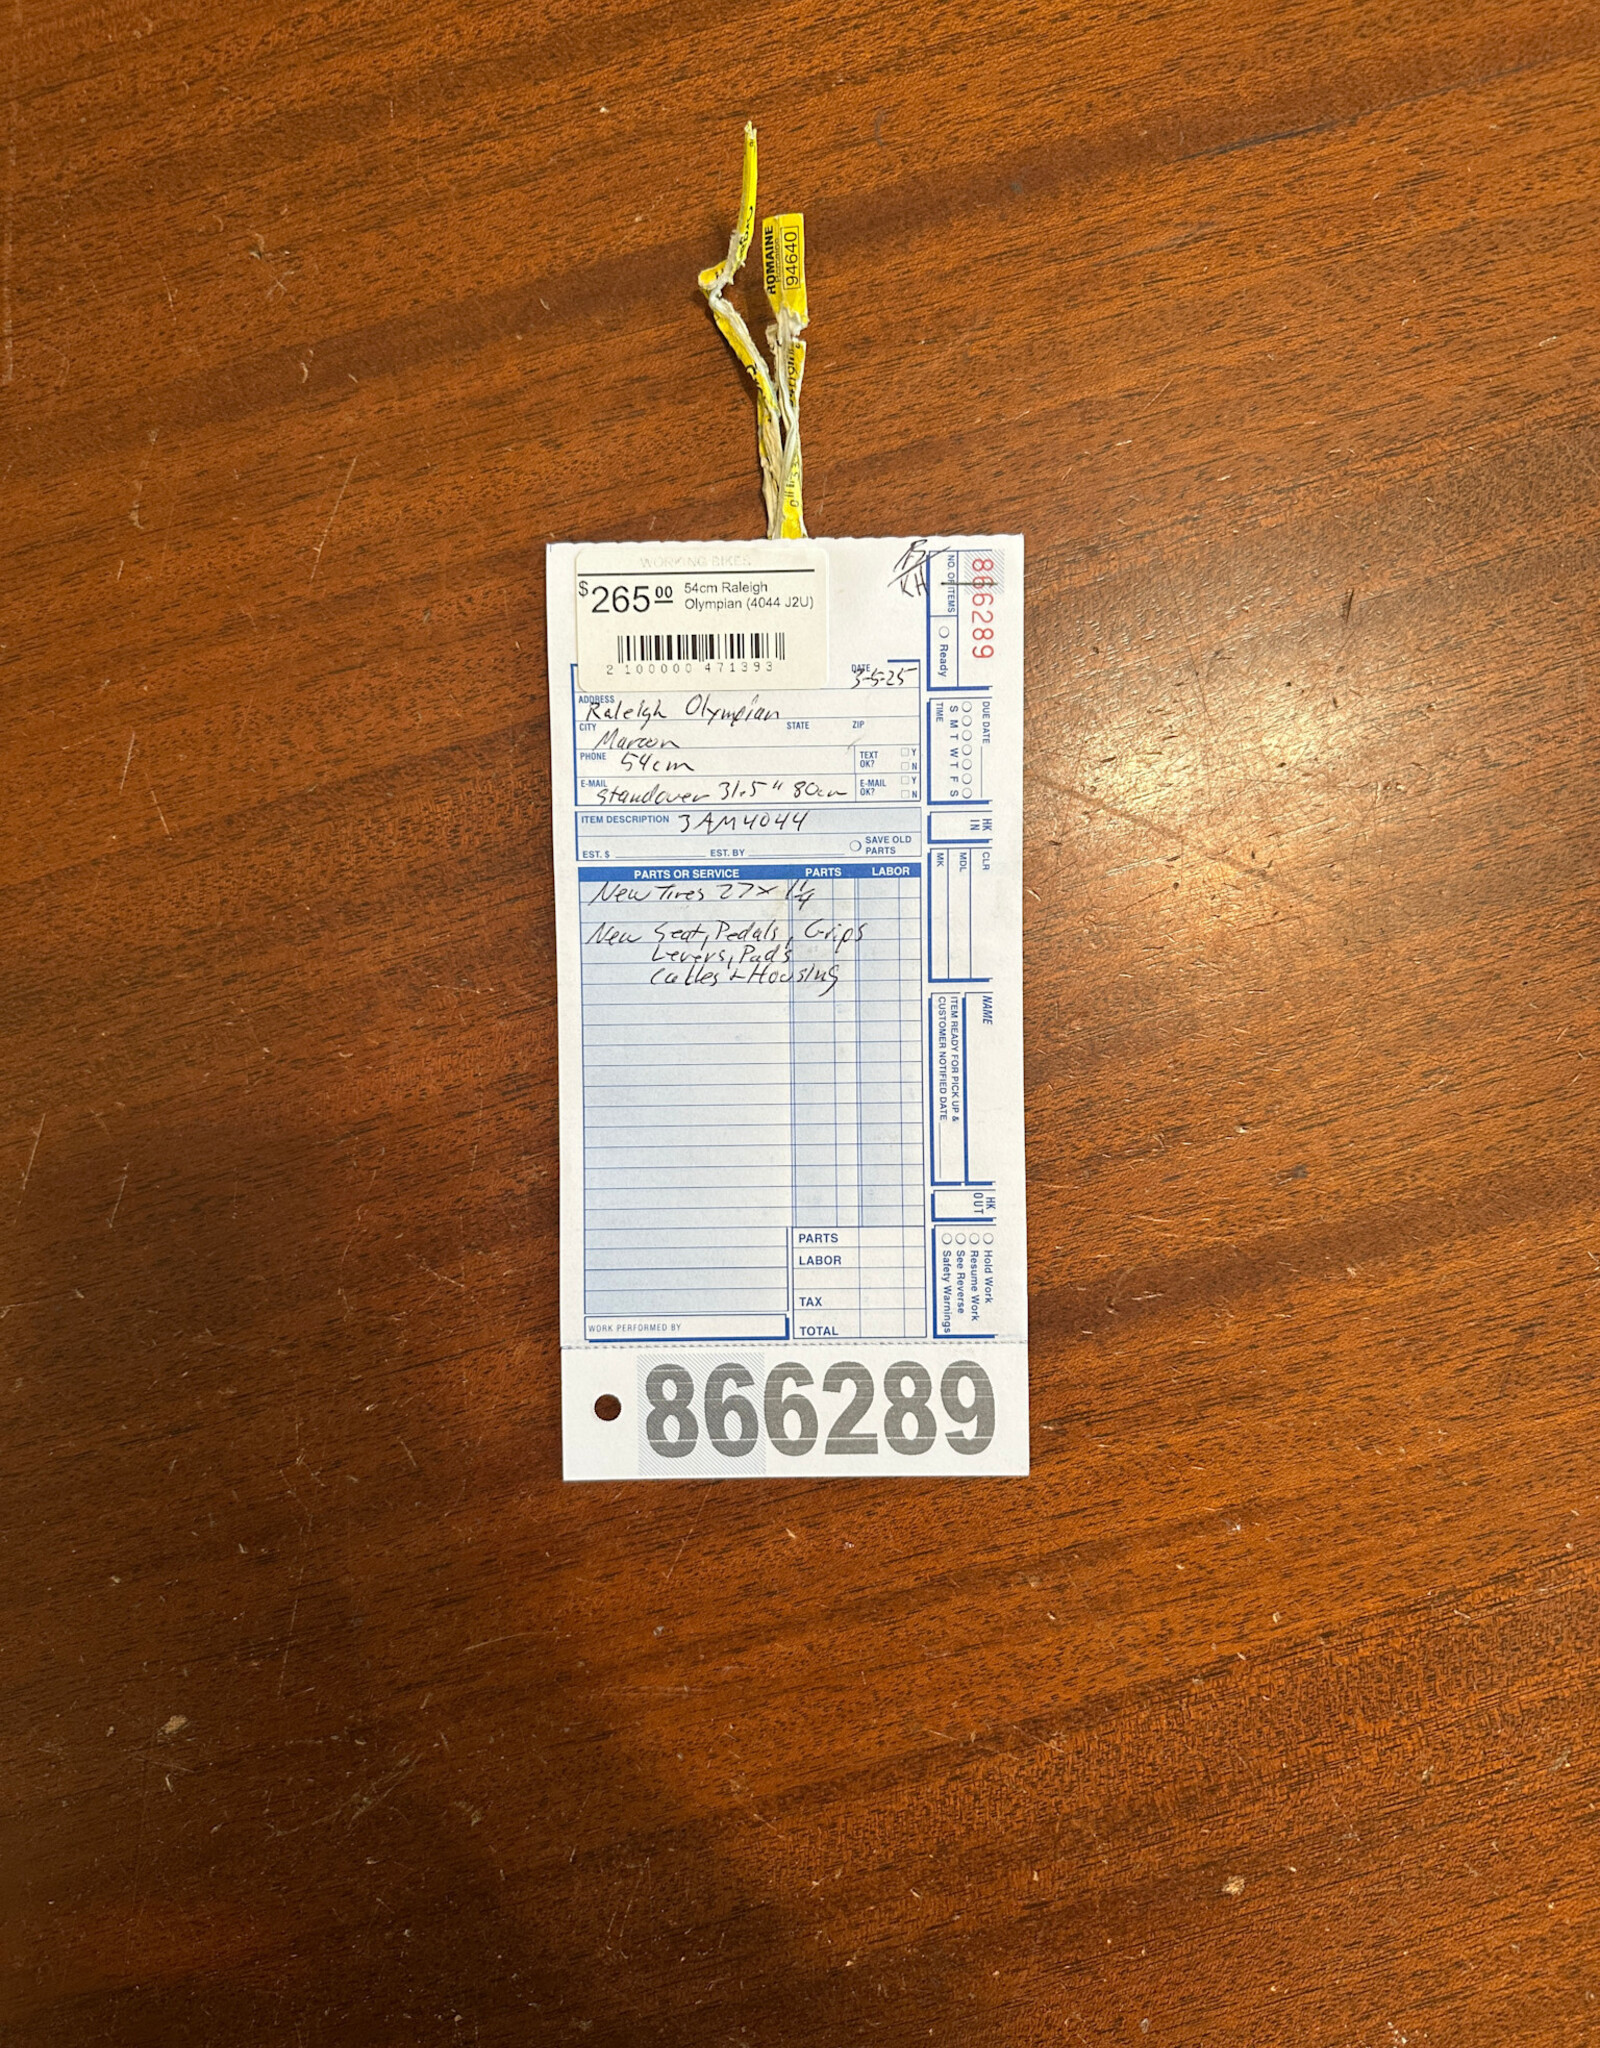 ROMAINE
94640
WORKING BIKES
$265.00 54cm Raleigh
Olympian (4044 J2U)
2 100000 471393
KH
DATE 3-5-25
ADDRESS Raleigh Olympian
CITY STATE ZIP
Maroon
PHONE 54cm TEXT OK? Y N
E-MAIL Standover 31.5" 80cm E-MAIL OK? Y N
ITEM DESCRIPTION 3AM4044
EST. $ EST. BY SAVE OLD PARTS
PARTS OR SERVICE PARTS LABOR
New Tires 27 x 1 1/4
New Seat, Pedals, Grips
Levers, Pads
Cables + Housing
PARTS
LABOR
TAX
TOTAL
WORK PERFORMED BY
866289
866289
NO. OF ITEMS
Ready
DUE DATE
S M T W T F S
TIME
HK IN
CLR
MDL
MK
NAME
ITEM READY FOR PICK UP &
CUSTOMER NOTIFIED DATE
HK OUT
Hold Work
Resume Work
See Reverse
Safety Warnings